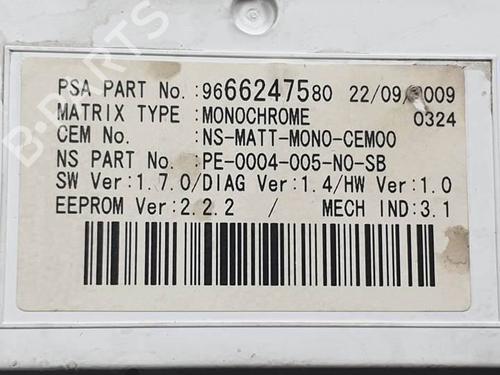 PSA PART No.:9666247580 22/09/2009
MATRIX TYPE :MONOCHROME 0324
CEM No. :NS-MATT-MONO-CEM00
NS PART No. :PE-0004-005-N0-SB
SW Ver:1.7.0/DIAG Ver:1.4/HW Ver:1.0
EEPROM Ver:2.2.2 / MECH IND:3.1
B-PARTS